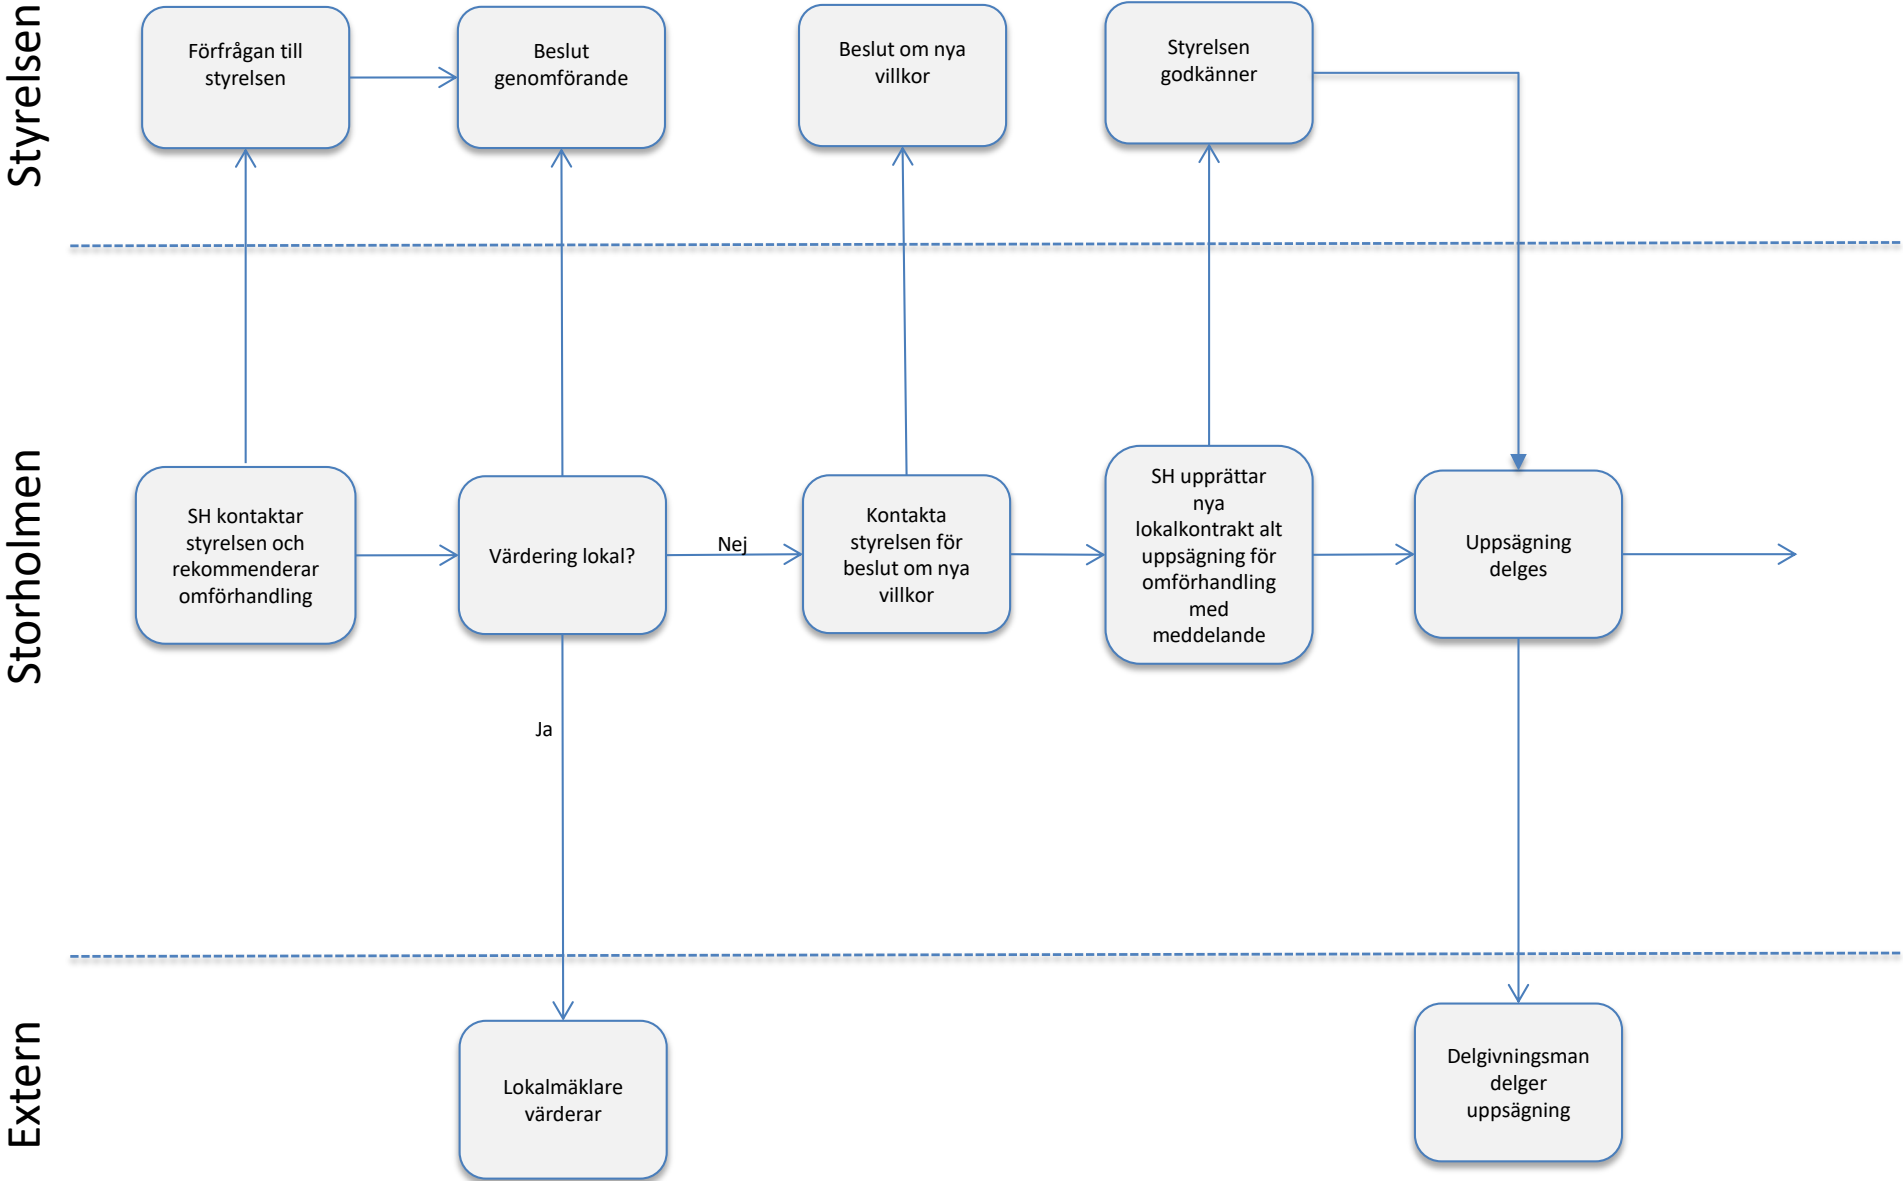 Styrelsen
Förfrågan till
styrelsen
Beslut
genomförande
Beslut om nya
villkor
Styrelsen
godkänner
Storholmen
SH kontaktar
styrelsen och
rekommenderar
omförhandling
Värdering lokal?
Nej
Kontakta
styrelsen för
beslut om nya
villkor
SH upprättar
nya
lokalkontrakt alt
uppsägning för
omförhandling
med
meddelande
Uppsägning
delges
Ja
Extern
Lokalmäklare
värderar
Delgivningsman
delger
uppsägning